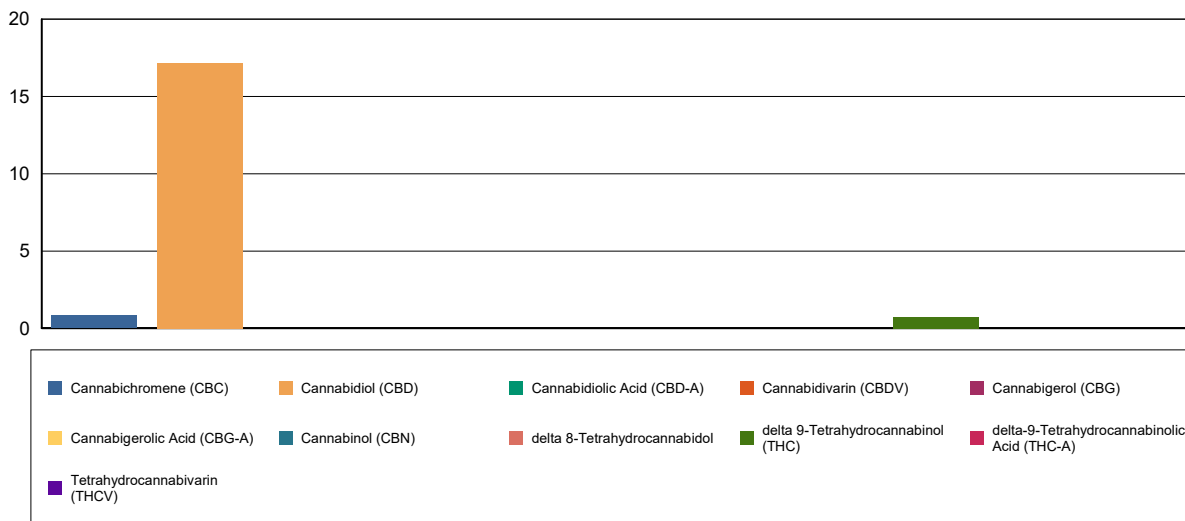 20
15
10
5
0
Cannabichromene (CBC)
Cannabidiol (CBD)
Cannabidiolic Acid (CBD-A)
Cannabidivarin (CBDV)
Cannabigerol (CBG)
Cannabigerolic Acid (CBG-A)
Cannabinol (CBN)
delta 8-Tetrahydrocannabidol
delta 9-Tetrahydrocannabinol
(THC)
delta-9-Tetrahydrocannabinolic
Acid (THC-A)
Tetrahydrocannabivarin
(THCV)